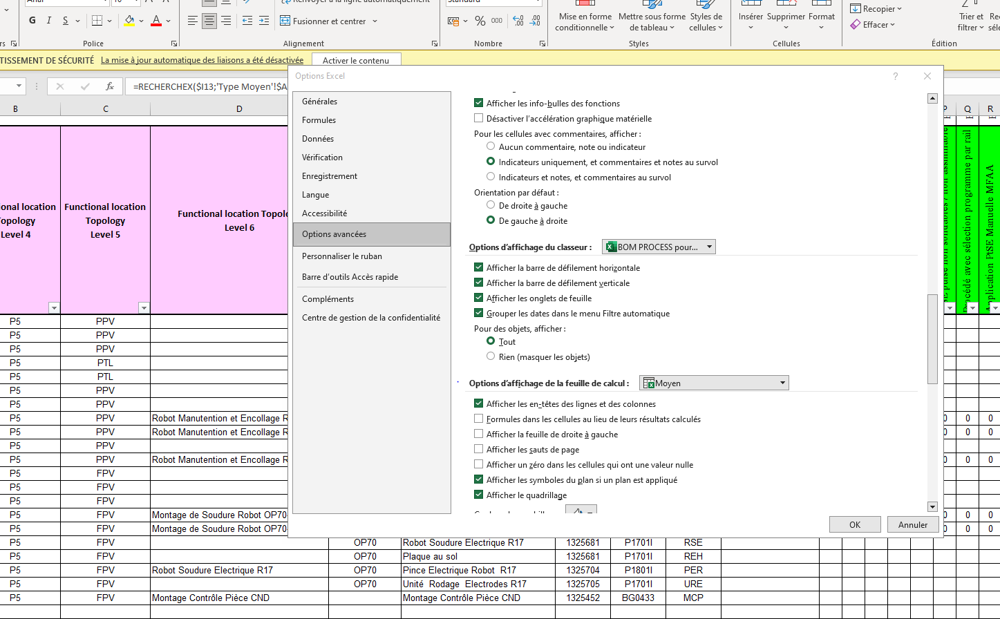 Renvoyer à la ligne automatiquement
Standard
G I S
A
Fusionner et centrer
% 000
Mise en forme conditionnelle
Mettre sous forme de tableau
Styles de cellules
Insérer
Supprimer
Format
Recopier
Effacer
Trier et filtrer
Police
Alignement
Nombre
Styles
Cellules
Édition
TISSEMENT DE SÉCURITÉ La mise à jour automatique des liaisons a été désactivée Activer le contenu
fx =RECHERCHEX($I13;'Type Moyen'!$A
B C D P Q R
onal location
Topology
Level 4
Functional location
Topology
Level 5
Functional location Topolo
Level 6
océdé avec sélection programme par rail
pplication PtSE Manuelle MFAA
Options Excel
? ×
Générales
Formules
Données
Vérification
Enregistrement
Langue
Accessibilité
Options avancées
Personnaliser le ruban
Barre d'outils Accès rapide
Compléments
Centre de gestion de la confidentialité
Afficher les info-bulles des fonctions
Désactiver l'accélération graphique matérielle
Pour les cellules avec commentaires, afficher :
Aucun commentaire, note ou indicateur
Indicateurs uniquement, et commentaires et notes au survol
Indicateurs et notes, et commentaires au survol
Orientation par défaut :
De droite à gauche
De gauche à droite
Options d'affichage du classeur : BOM PROCESS pour...
Afficher la barre de défilement horizontale
Afficher la barre de défilement verticale
Afficher les onglets de feuille
Grouper les dates dans le menu Filtre automatique
Pour des objets, afficher :
Tout
Rien (masquer les objets)
Options d'affichage de la feuille de calcul : Moyen
Afficher les en-têtes des lignes et des colonnes
Formules dans les cellules au lieu de leurs résultats calculés
Afficher la feuille de droite à gauche
Afficher les sauts de page
Afficher un zéro dans les cellules qui ont une valeur nulle
Afficher les symboles du plan si un plan est appliqué
Afficher le quadrillage
OK Annuler
P5 PPV
P5 PPV
P5 PPV
P5 PTL
P5 PTL
P5 PPV
P5 PPV
P5 PPV Robot Manutention et Encollage R 0 0 0
P5 PPV Robot Manutention et Encollage R 0 0 0
P5 PPV
P5 PPV Robot Manutention et Encollage R 0 0 0
P5 FPV
P5 FPV
P5 FPV
P5 FPV Montage de Soudure Robot OP70 0 0 0
P5 FPV Montage de Soudure Robot OP70 0 0 0
P5 FPV OP70 Robot Soudure Electrique R17 1325681 P1701I RSE
P5 FPV OP70 Plaque au sol 1325681 P1701I REH
P5 FPV Robot Soudure Electrique R17 OP70 Pince Electrique Robot R17 1325704 P1801I PER
P5 FPV OP70 Unité Rodage Electrodes R17 1325705 P1701I URE
P5 FPV Montage Contrôle Pièce CND Montage Contrôle Pièce CND 1325452 BG0433 MCP